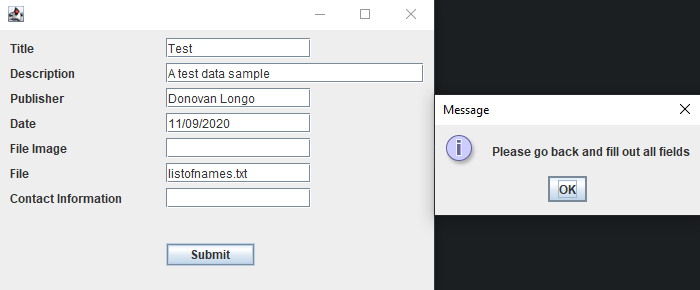 Title
Test
Description
A test data sample
Publisher
Donovan Longo
Date
11/09/2020
File Image
File
listofnames.txt
Contact Information
Submit
Message
Please go back and fill out all fields
OK